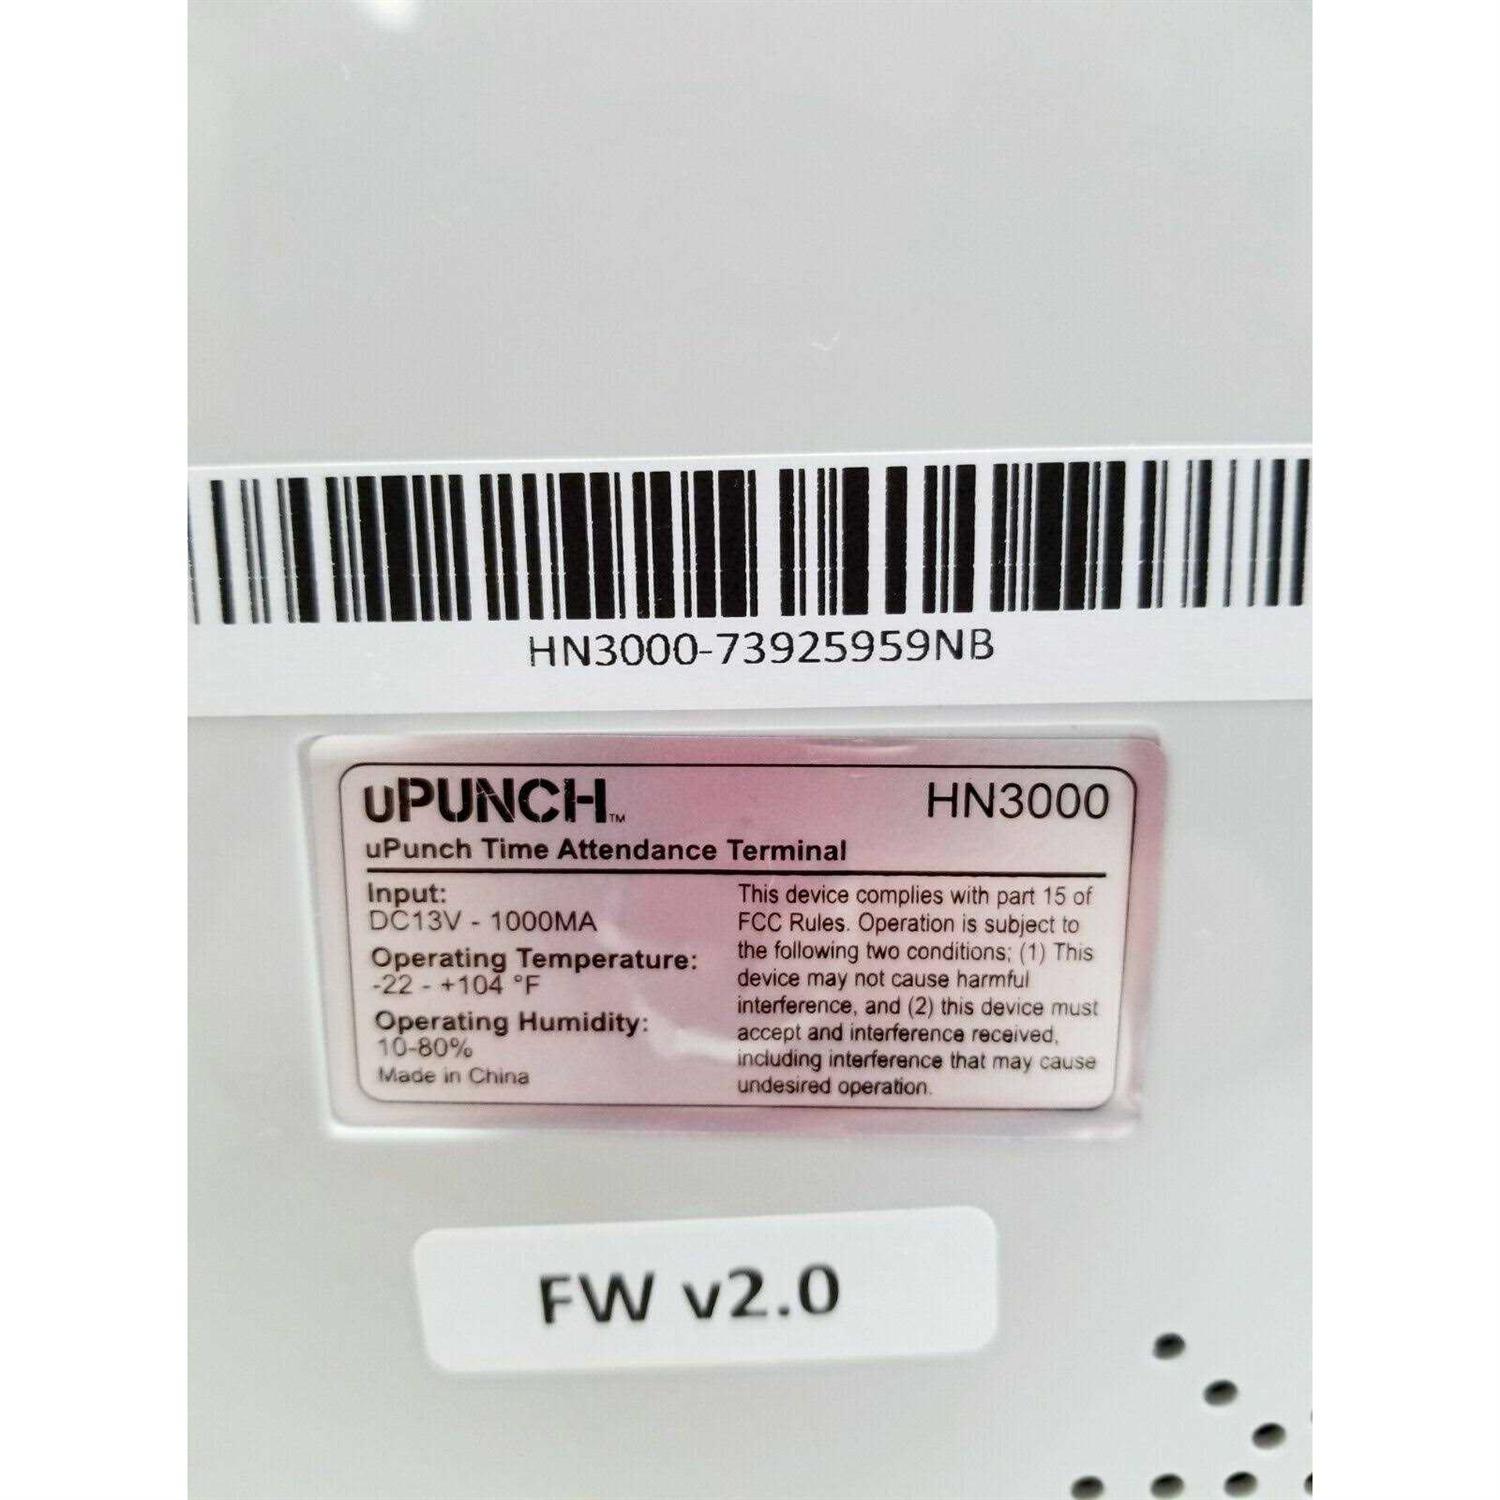 HN3000-73925959NB
uPUNCH™ HN3000
uPunch Time Attendance Terminal
Input:
DC13V - 1000MA
Operating Temperature:
-22 - +104 °F
Operating Humidity:
10-80%
Made in China
This device complies with part 15 of
FCC Rules. Operation is subject to
the following two conditions; (1) This
device may not cause harmful
interference, and (2) this device must
accept and interference received,
including interference that may cause
undesired operation.
FW v2.0